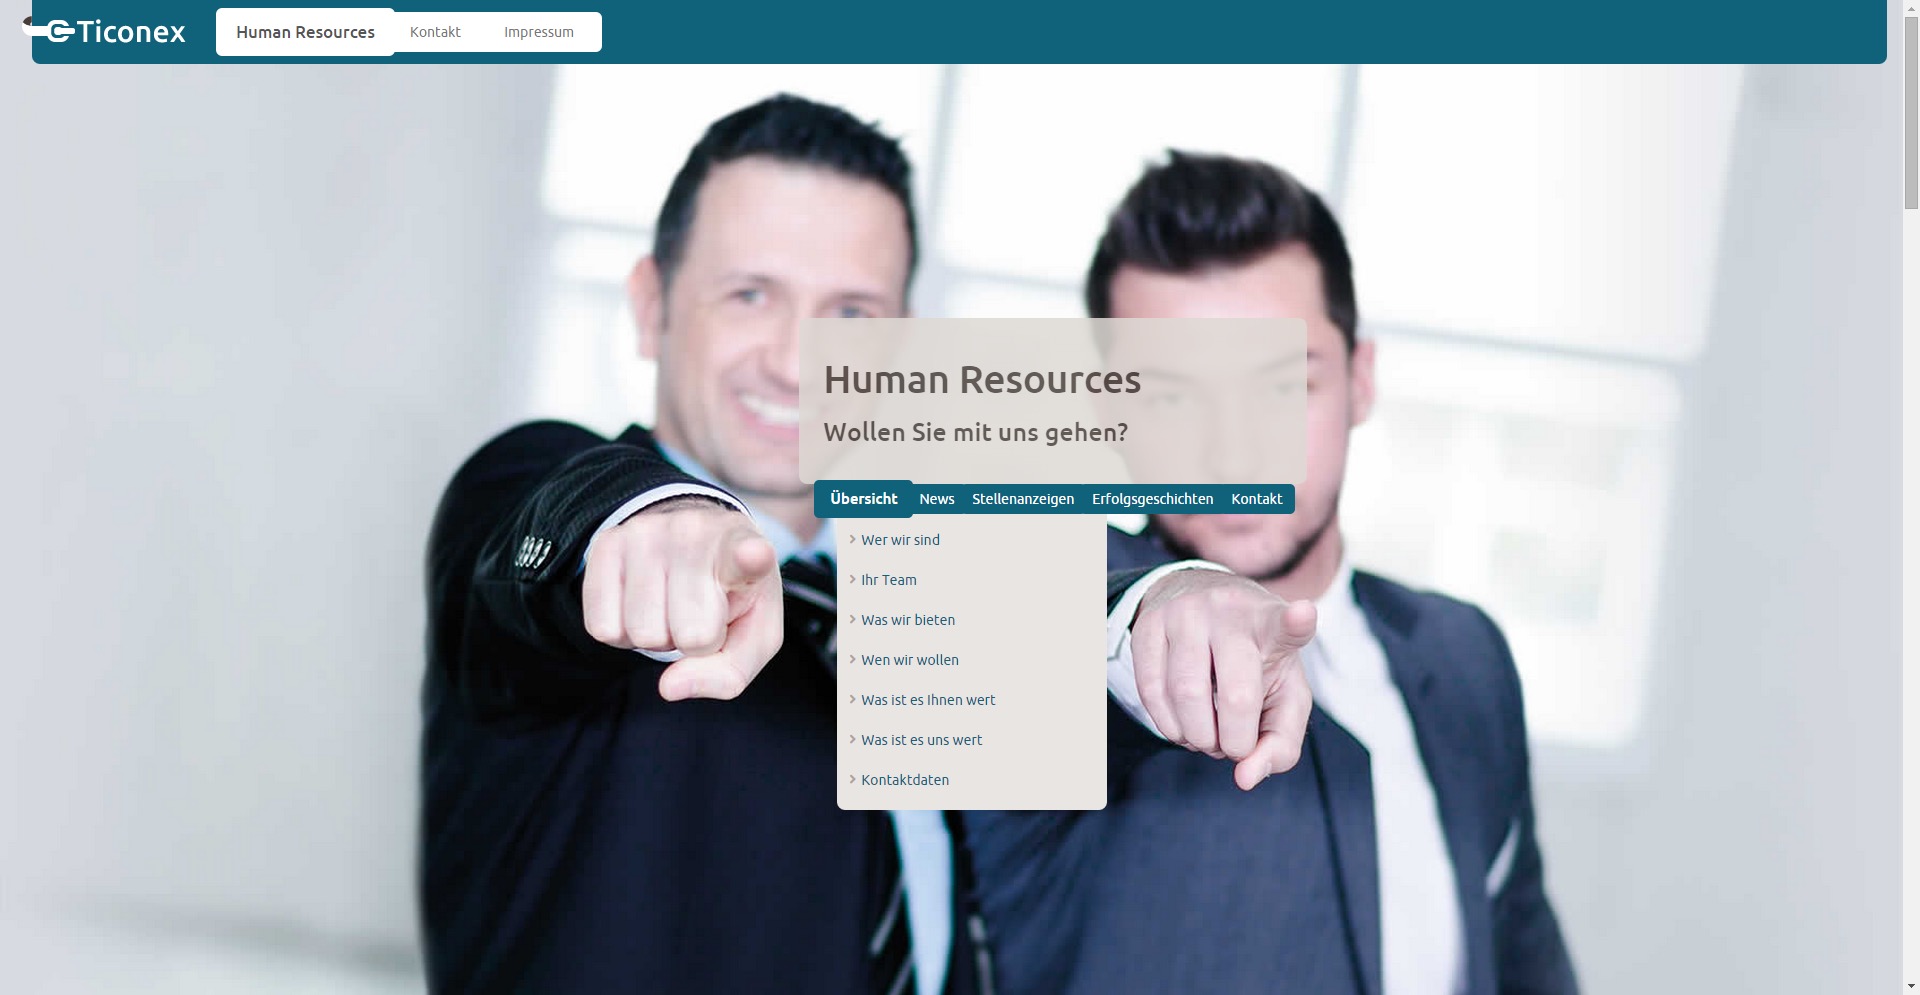 Ticonex
Human Resources
Kontakt
Impressum
Human Resources
Wollen Sie mit uns gehen?
Übersicht
News
Stellenanzeigen
Erfolgsgeschichten
Kontakt
Wer wir sind
Ihr Team
Was wir bieten
Wen wir wollen
Was ist es Ihnen wert
Was ist es uns wert
Kontaktdaten